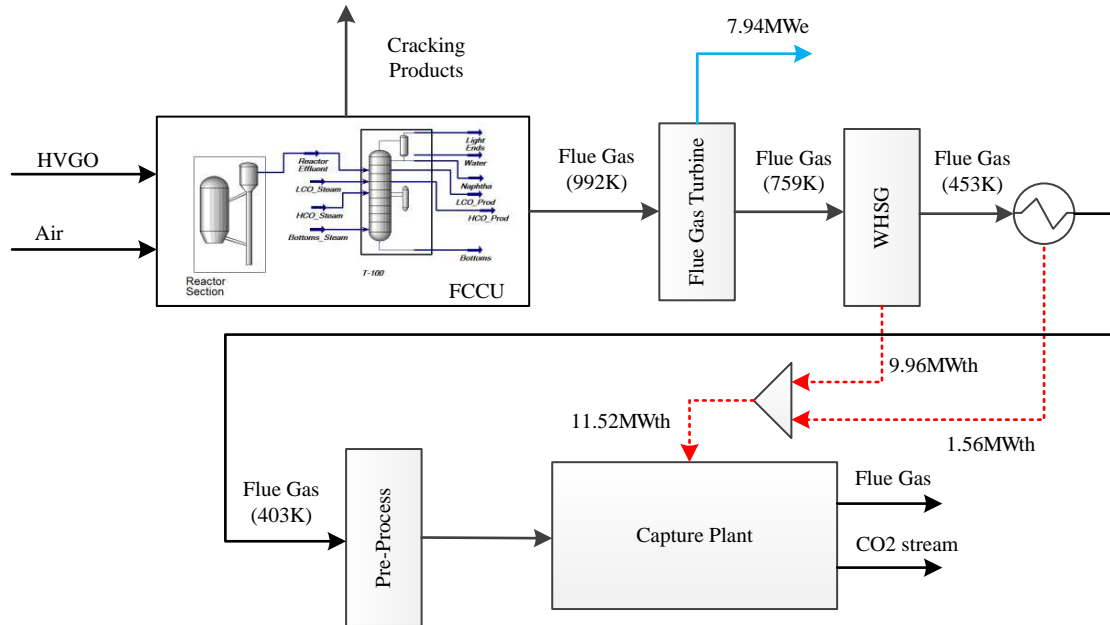 7.94MWe
Cracking
Products
HVGO
Air
Reactor
Section
Reactor
Effluent
LCO_Steam
HCO_Steam
Bottoms_Steam
Light
Ends
Water
Naphtha
LCO_Prod
HCO_Prod
Bottoms
T-100
FCCU
Flue Gas
(992K)
Flue Gas Turbine
Flue Gas
(759K)
WHSG
Flue Gas
(453K)
9.96MWth
11.52MWth
1.56MWth
Flue Gas
(403K)
Pre-Process
Capture Plant
Flue Gas
CO2 stream